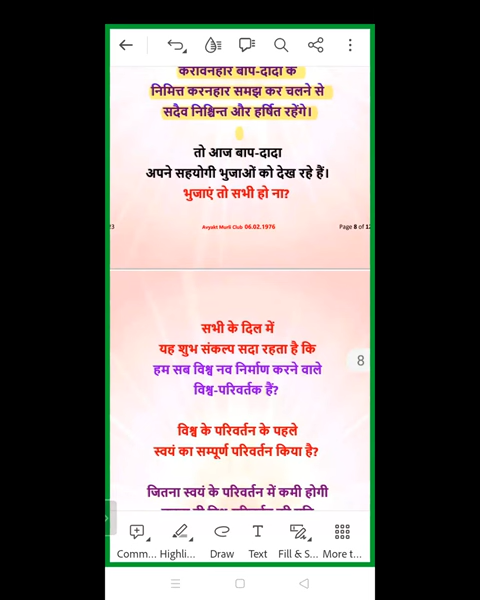 करावनहार बाप-दादा के
निमित्त करनहार समझ कर चलने से
सदैव निश्चिन्त और हर्षित रहेंगे।
तो आज बाप-दादा
अपने सहयोगी भुजाओं को देख रहे हैं।
भुजाएं तो सभी हो ना?
23 Avyakt Murli Club 06.02.1976 Page 8 of 12
सभी के दिल में
यह शुभ संकल्प सदा रहता है कि
8
हम सब विश्व नव निर्माण करने वाले
विश्व-परिवर्तक हैं?
विश्व के परिवर्तन के पहले
स्वयं का सम्पूर्ण परिवर्तन किया है?
जितना स्वयं के परिवर्तन में कमी होगी
Comm... Highli... Draw Text Fill & S... More t...